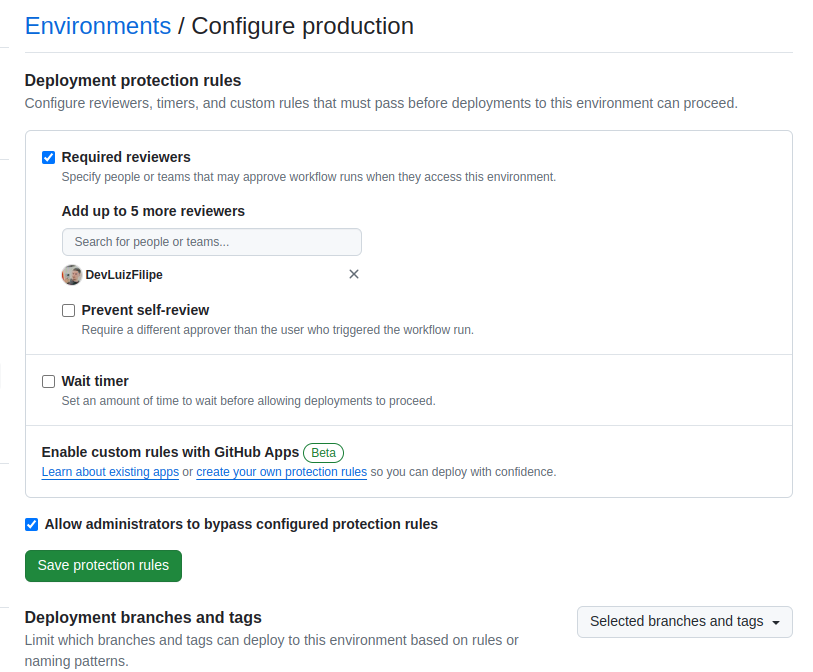 Environments / Configure production
Deployment protection rules
Configure reviewers, timers, and custom rules that must pass before deployments to this environment can proceed.
Required reviewers
Specify people or teams that may approve workflow runs when they access this environment.
Add up to 5 more reviewers
Search for people or teams...
DevLuizFilipe
Prevent self-review
Require a different approver than the user who triggered the workflow run.
Wait timer
Set an amount of time to wait before allowing deployments to proceed.
Enable custom rules with GitHub Apps Beta
Learn about existing apps or create your own protection rules so you can deploy with confidence.
Allow administrators to bypass configured protection rules
Save protection rules
Deployment branches and tags
Selected branches and tags
Limit which branches and tags can deploy to this environment based on rules or
naming patterns.